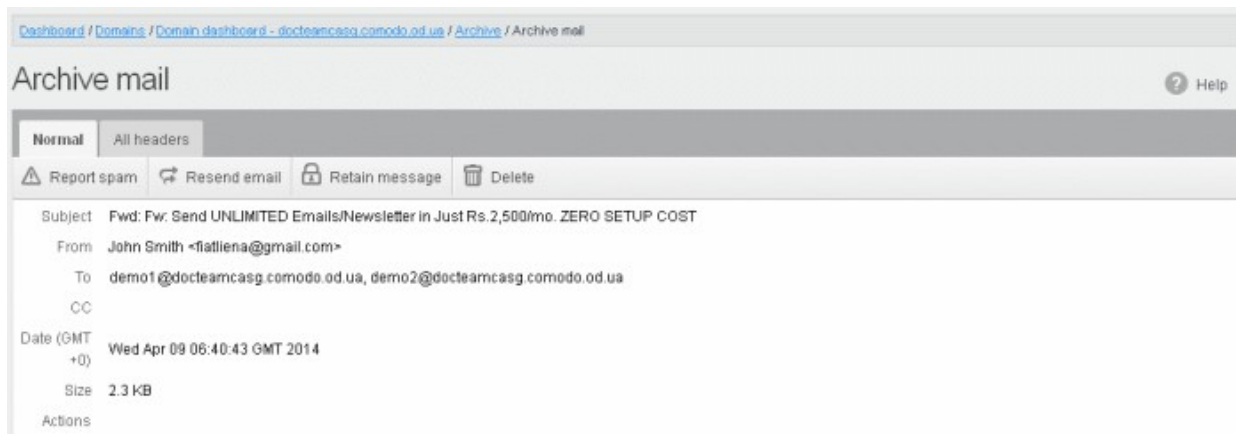 Dashboard / Domains / Domain dashboard - docteamcasg.comodo.od.ua / Archive / Archive mail
Archive mail
? Help
Normal All headers
Report spam Resend email Retain message Delete
Subject Fwd: Fw: Send UNLIMITED Emails/Newsletter in Just Rs.2,500/mo. ZERO SETUP COST
From John Smith <fiatliena@gmail.com>
To demo1@docteamcasg.comodo.od.ua, demo2@docteamcasg.comodo.od.ua
CC
Date (GMT
+0) Wed Apr 09 06:40:43 GMT 2014
Size 2.3 KB
Actions